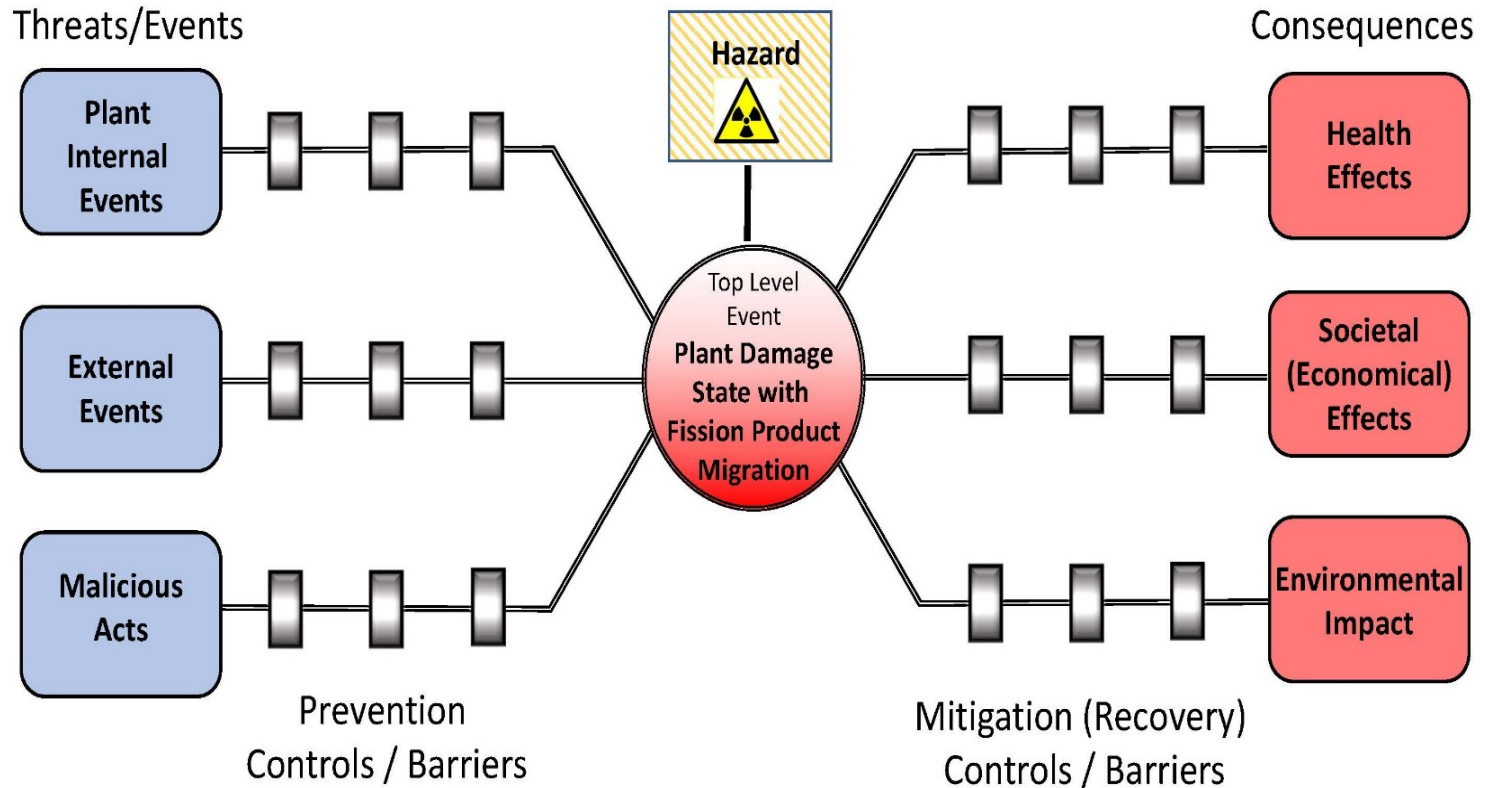 Threats/Events
Hazard
Consequences
Plant
Internal
Events
Health
Effects
External
Events
Top Level
Event
Plant Damage
State with
Fission Product
Migration
Societal
(Economical)
Effects
Malicious
Acts
Environmental
Impact
Prevention
Controls / Barriers
Mitigation (Recovery)
Controls / Barriers